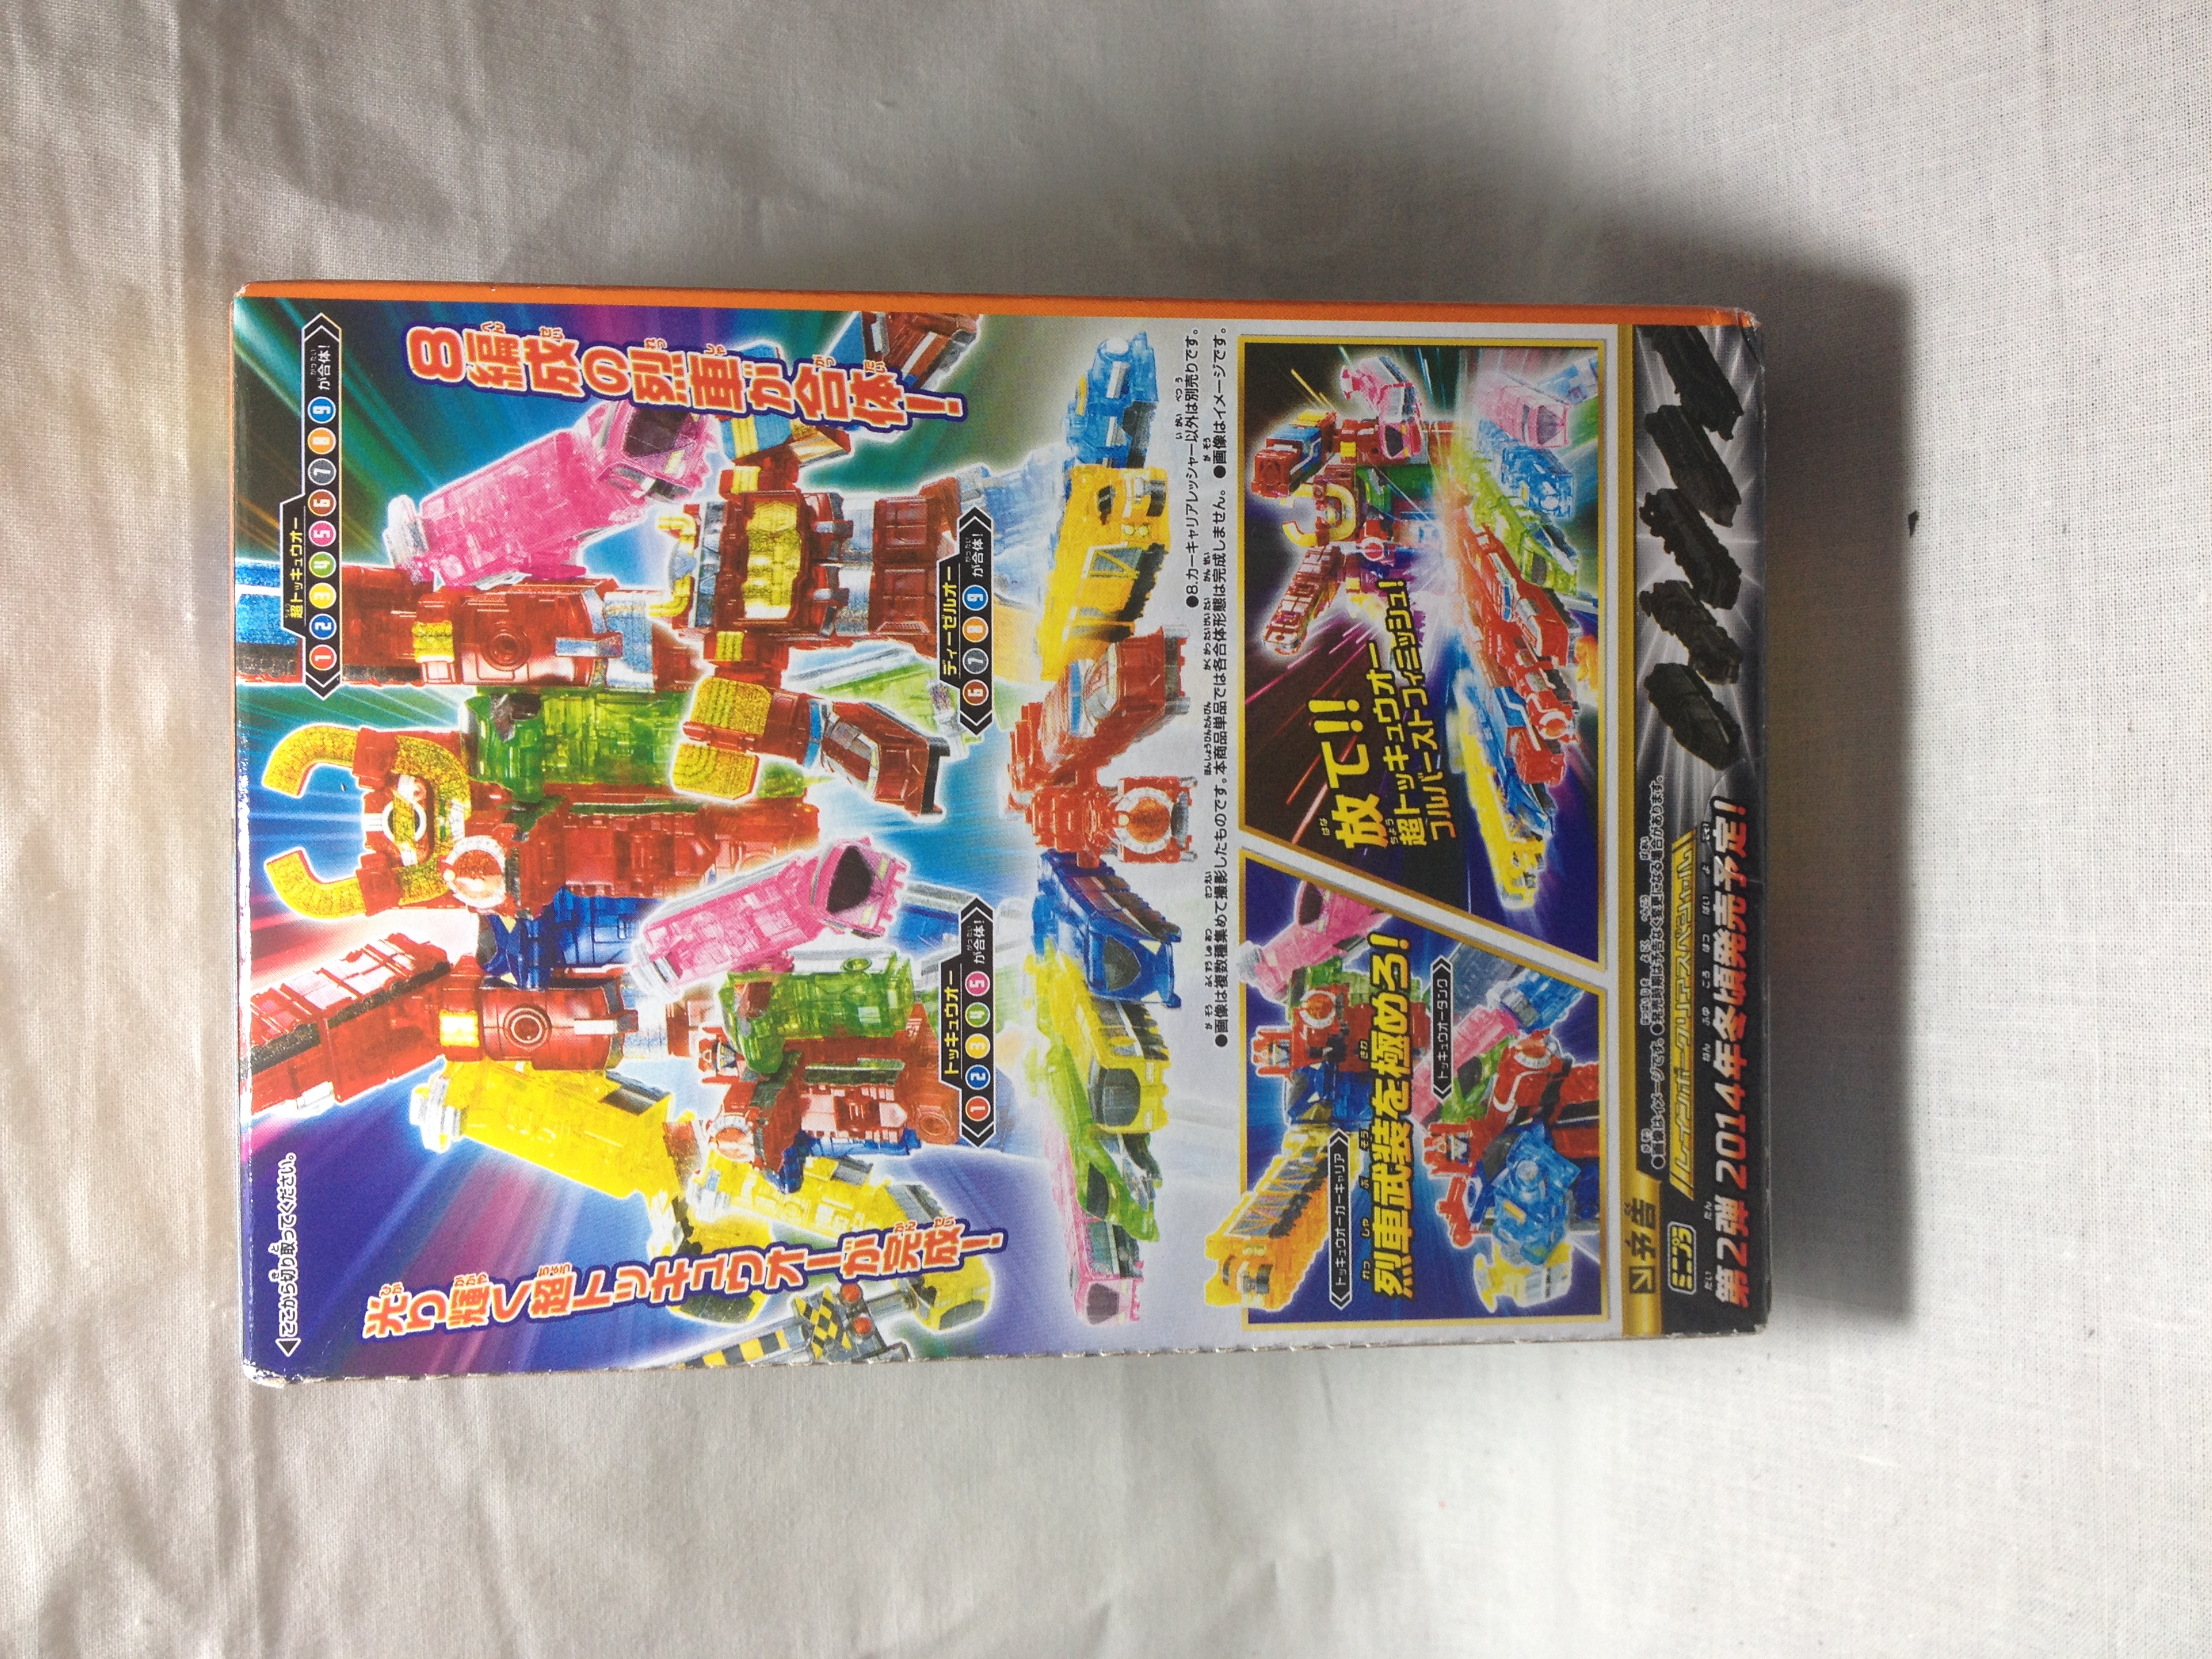 ◀ここから切り取ってください。
超トッキュウオー
1 2 3 4 5 6 7 8 9 が合体!
光り輝く超トッキュウオーが完成!
8編成の烈車が合体!
トッキュウオー
1 2 3 4 5 が合体!
ディーゼルオー
6 7 8 9 が合体!
●8.カーキャリアレッシャー以外は別売りです。
●画像は複数種集めて撮影したものです。本商品単品では各合体形態は完成しません。 ●画像はイメージです。
トッキュウオーカーキャリア
烈車武装を極めろ!
トッキュウオータンク
放て!!
超トッキュウオー
フルバーストフィニッシュ!
予告
●画像はイメージです。●発売時期は予告なく変更になる場合があります。
ミニプラ
レインボークリアスペシャル
第2弾 2014年冬頃発売予定!